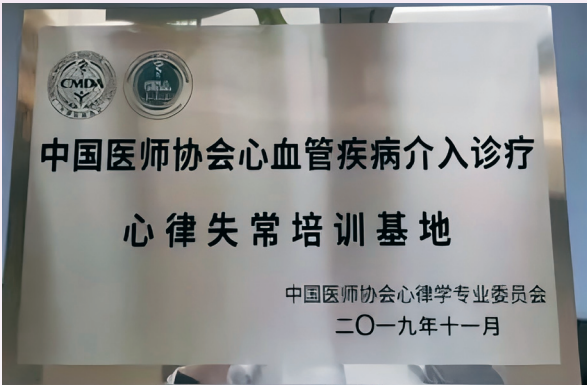 CMDA
中国医师协会心血管疾病介入诊疗
心律失常培训基地
中国医师协会心律学专业委员会
二〇一九年十一月